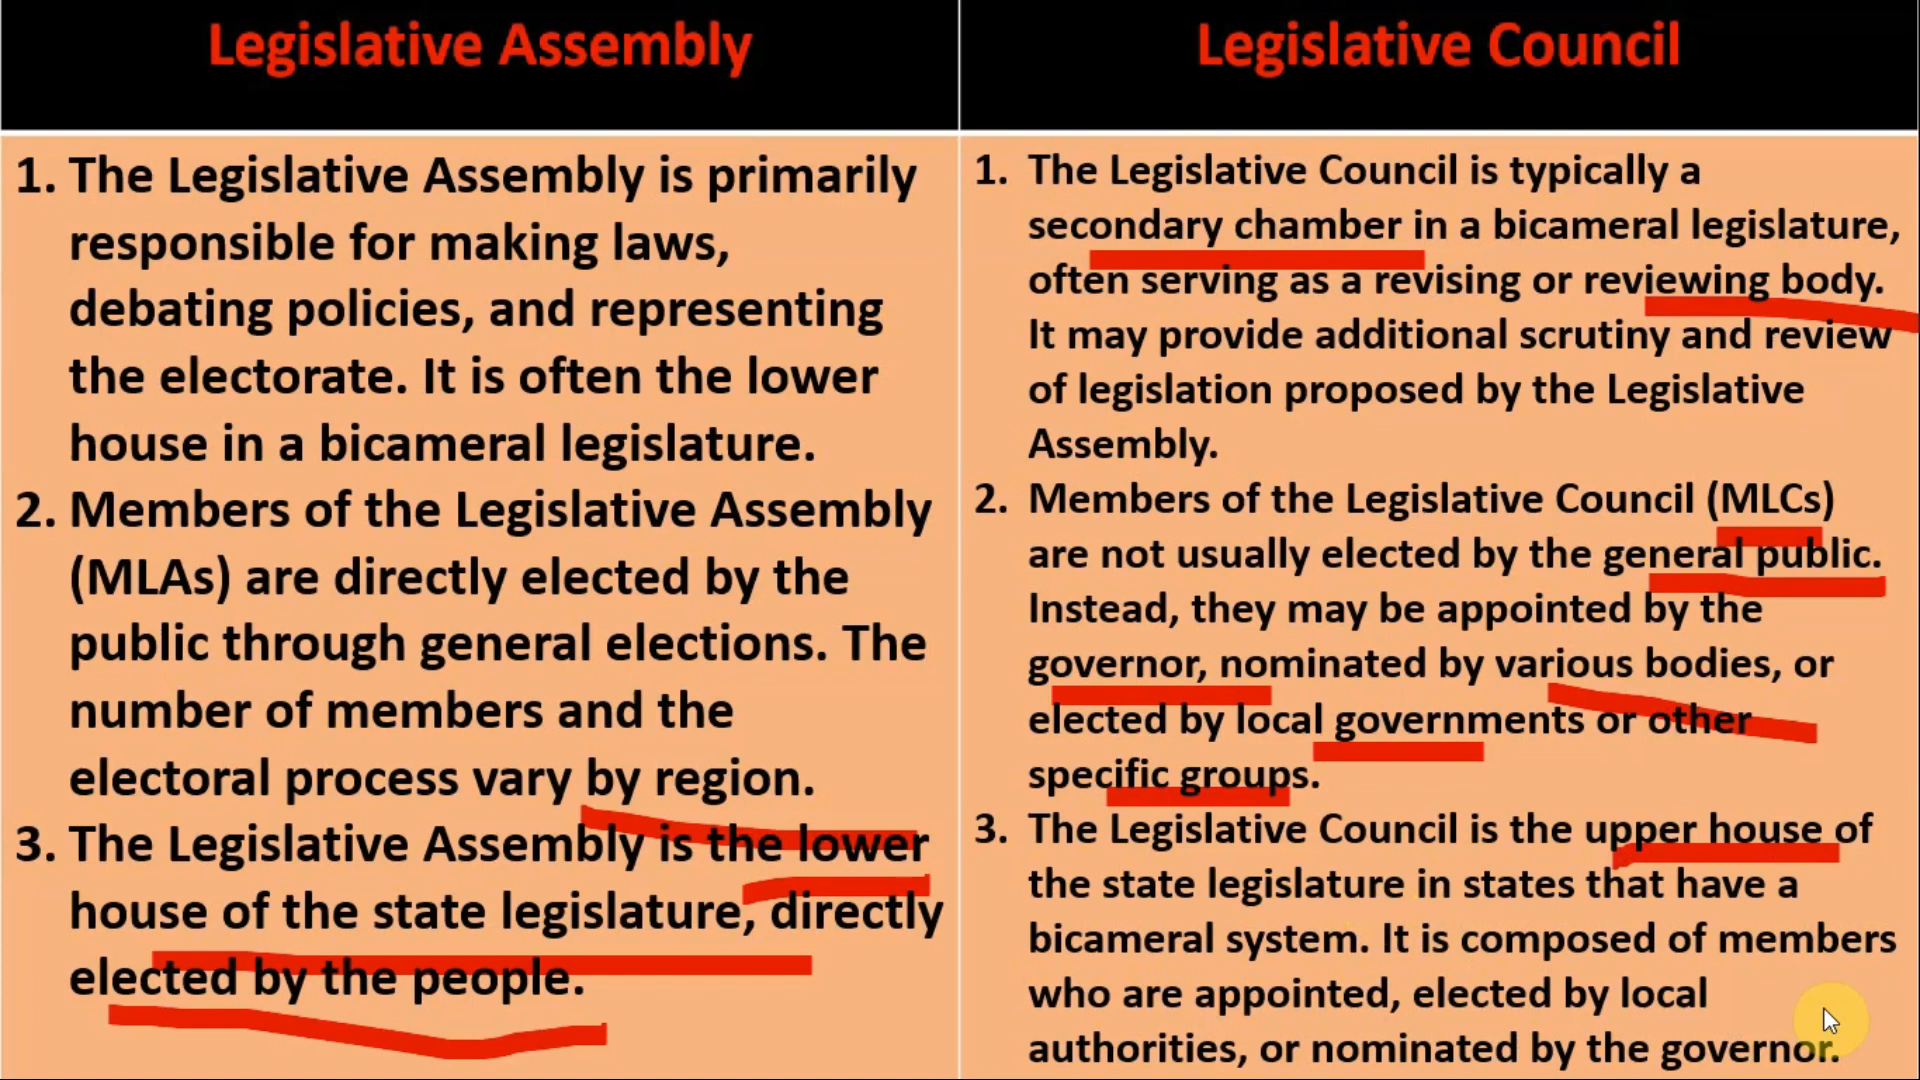 Legislative Assembly
1. The Legislative Assembly is primarily
responsible for making laws,
debating policies, and representing
the electorate. It is often the lower
house in a bicameral legislature.
2. Members of the Legislative Assembly
(MLAs) are directly elected by the
public through general elections. The
number of members and the
electoral process vary by region.
3. The Legislative Assembly is the lower
house of the state legislature, directly
elected by the people.
Legislative Council
1. The Legislative Council is typically a
secondary chamber in a bicameral legislature,
often serving as a revising or reviewing body.
It may provide additional scrutiny and review
of legislation proposed by the Legislative
Assembly.
2. Members of the Legislative Council (MLCs)
are not usually elected by the general public.
Instead, they may be appointed by the
governor, nominated by various bodies, or
elected by local governments or other
specific groups.
3. The Legislative Council is the upper house of
the state legislature in states that have a
bicameral system. It is composed of members
who are appointed, elected by local
authorities, or nominated by the governor.